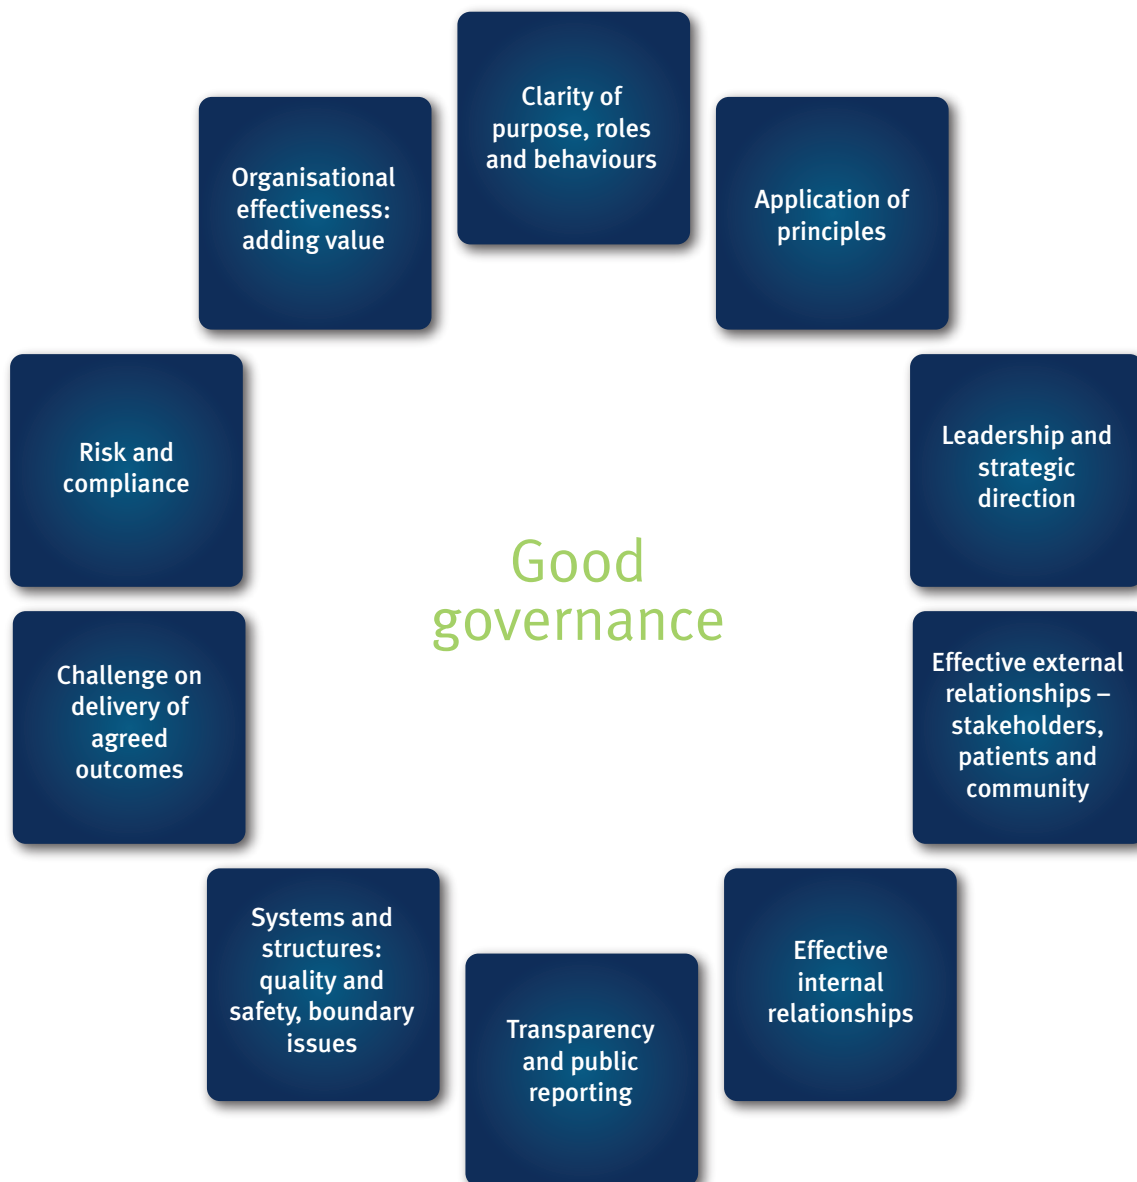 Clarity of
purpose, roles
and behaviours
Application of
principles
Leadership and
strategic
direction
Effective external
relationships –
stakeholders,
patients and
community
Effective
internal
relationships
Transparency
and public
reporting
Systems and
structures:
quality and
safety, boundary
issues
Challenge on
delivery of
agreed
outcomes
Risk and
compliance
Organisational
effectiveness:
adding value
Good
governance